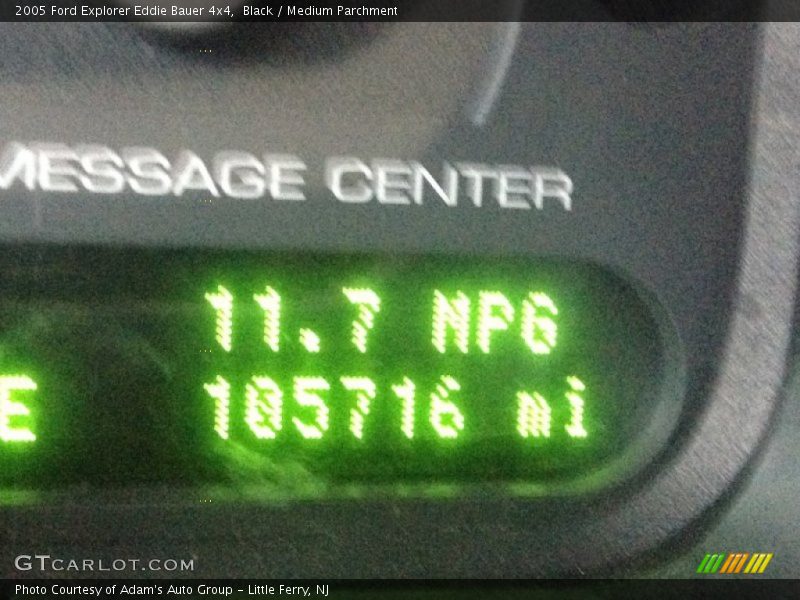 2005 Ford Explorer Eddie Bauer 4x4, Black / Medium Parchment
MESSAGE CENTER
11.7 MPG
E 105716 mi
GTCARLOT.COM
Photo Courtesy of Adam's Auto Group - Little Ferry, NJ